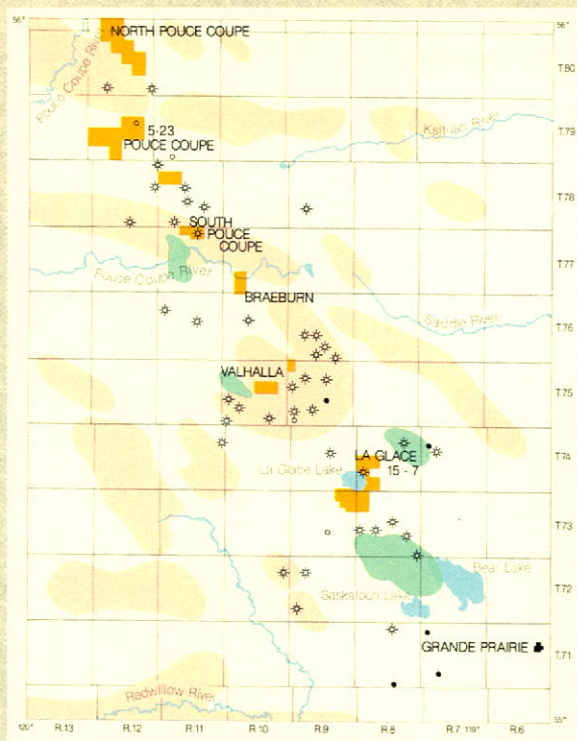 56°
56°
NORTH POUCE COUPE
Pouce Coupe River
T.80
5-23
POUCE COUPE
Ksituan River
T.79
T.78
SOUTH
POUCE
COUPE
T.77
Pouce Coupe River
BRAEBURN
Saddle River
T.76
VALHALLA
T.75
LA GLACE
15 - 7
La Glace Lake
T.74
T.73
Bear Lake
Saskatoon Lake
T.72
GRANDE PRAIRIE
T.71
Redwillow River
55°
120° R.13 R.12 R.11 R.10 R.9 R.8 R.7 119° R.6